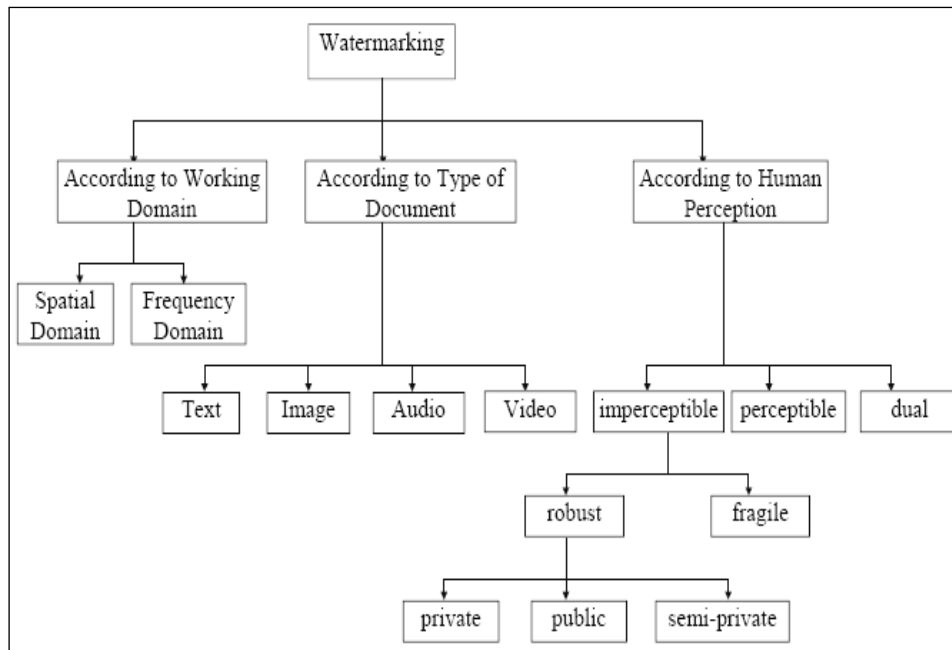 Watermarking
According to Working
Domain
According to Type of
Document
According to Human
Perception
Spatial
Domain
Frequency
Domain
Text
Image
Audio
Video
imperceptible
perceptible
dual
robust
fragile
private
public
semi-private